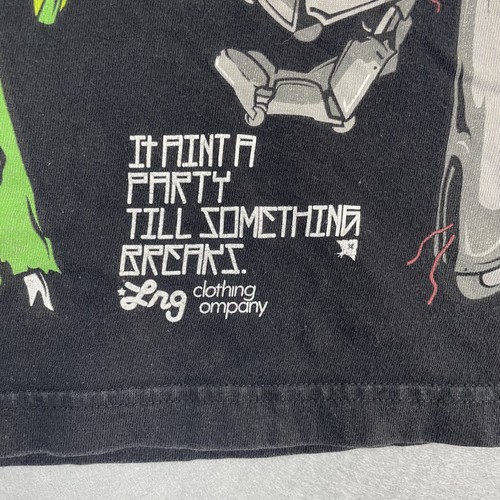 It AINT A
PARTY
TILL SOMETHING
BREAKS.
Lrg clothing
ompany